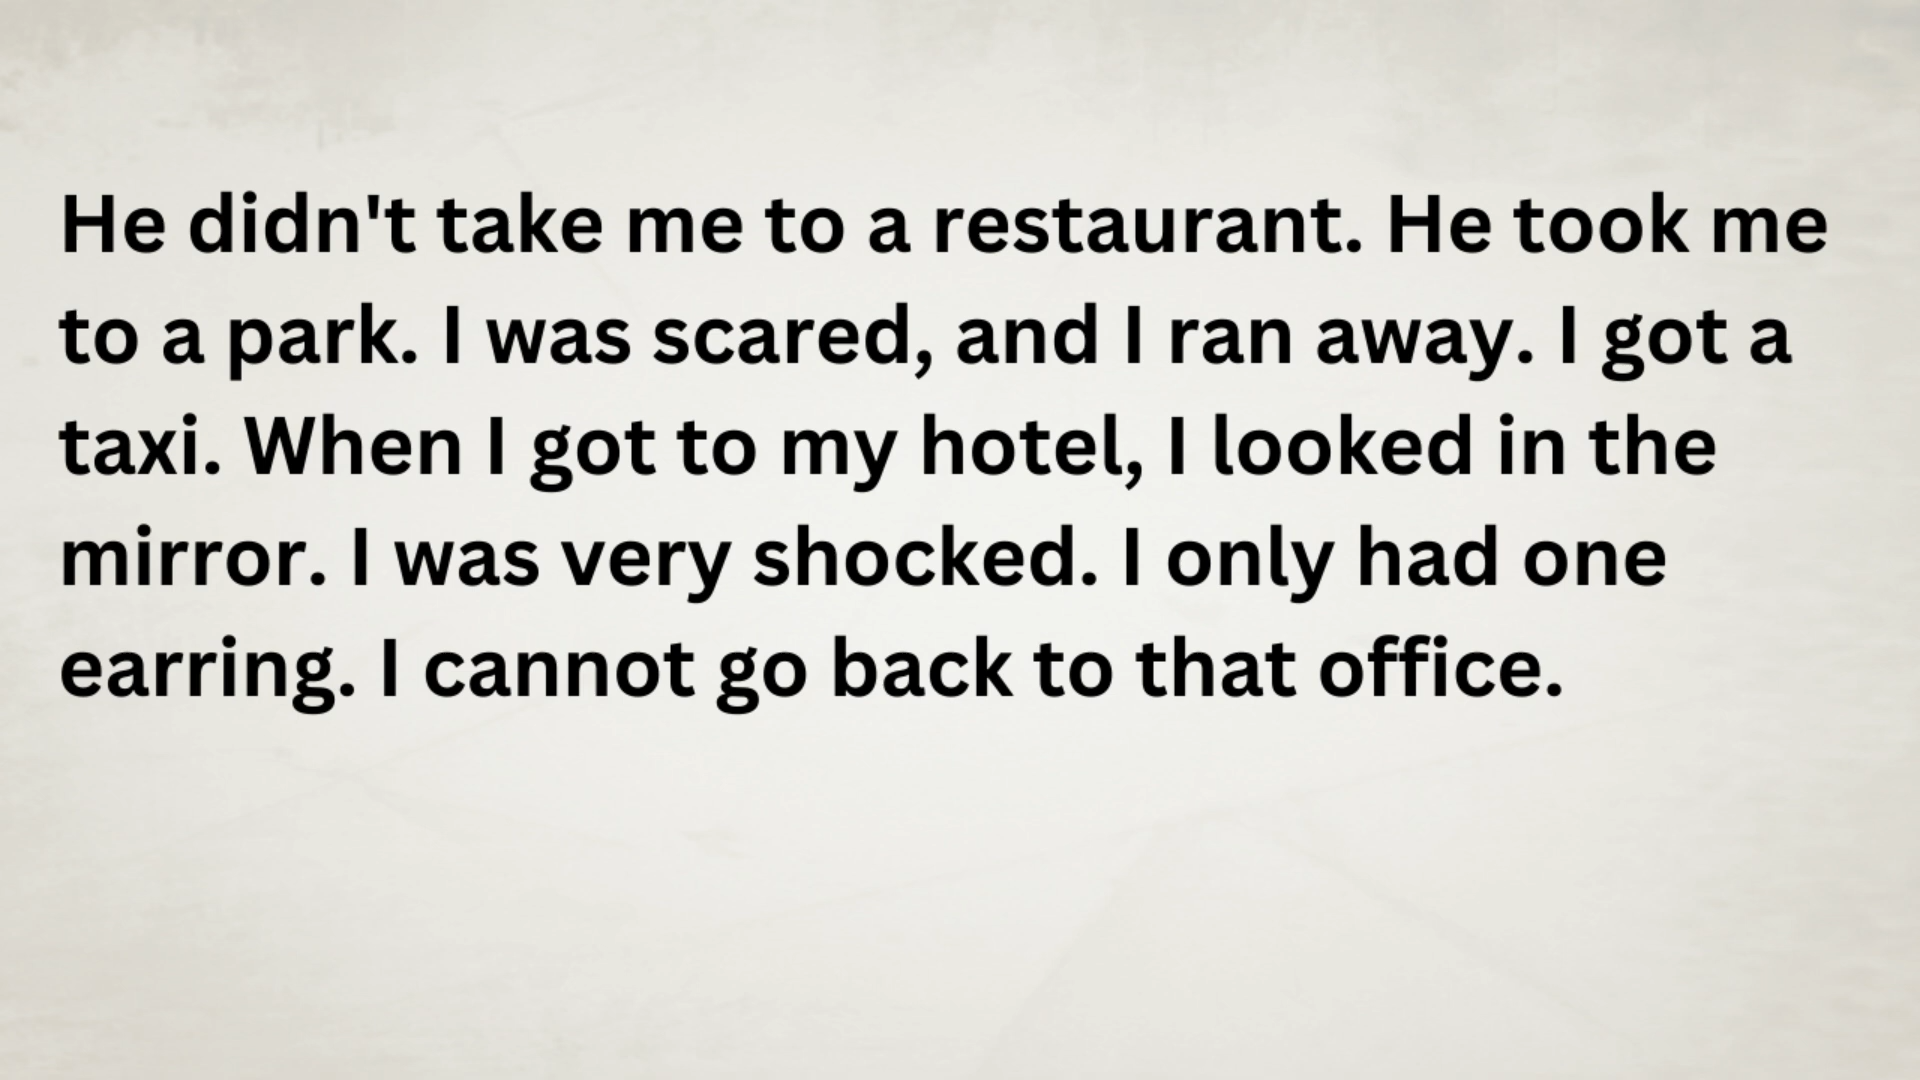 He didn't take me to a restaurant. He took me
to a park. I was scared, and I ran away. I got a
taxi. When I got to my hotel, I looked in the
mirror. I was very shocked. I only had one
earring. I cannot go back to that office.